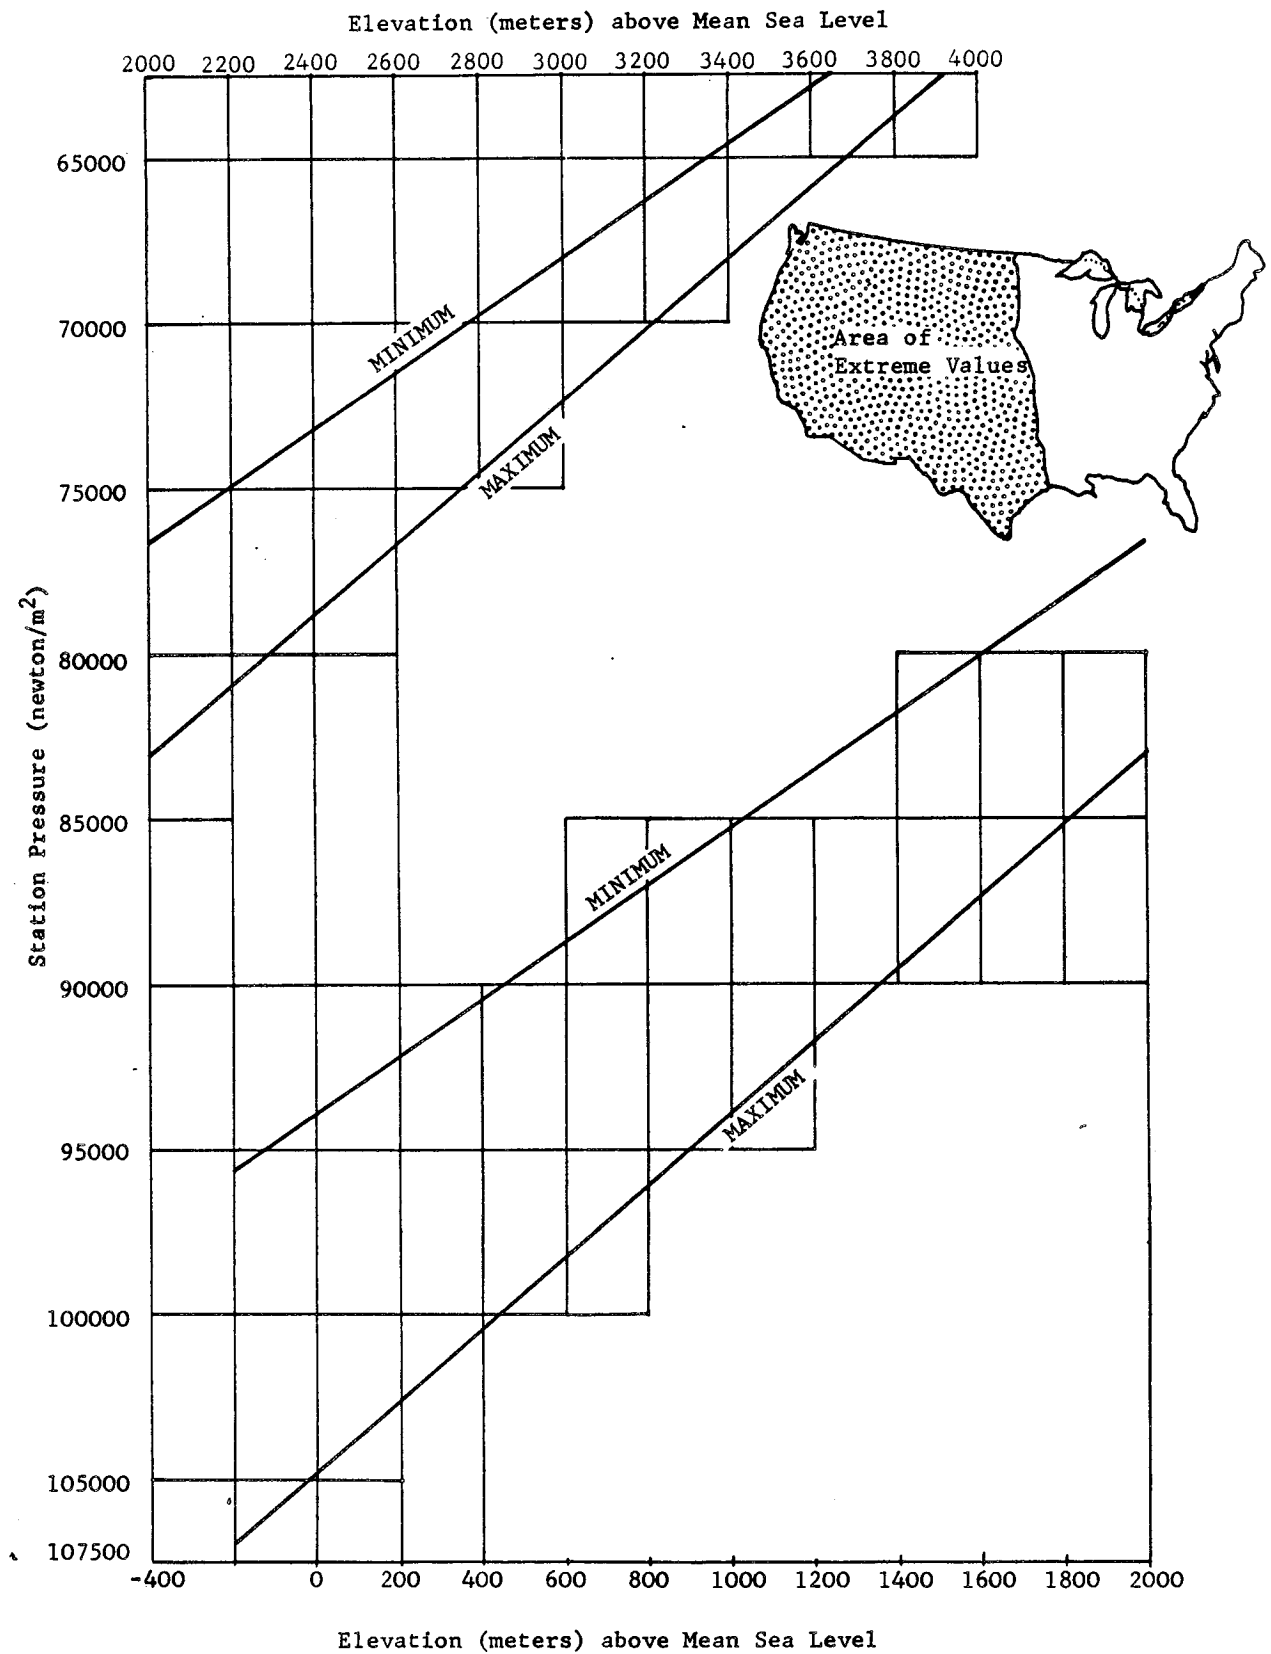 Elevation (meters) above Mean Sea Level
2000 2200 2400 2600 2800 3000 3200 3400 3600 3800 4000
65000
70000
75000
80000
85000
90000
95000
100000
105000
107500
Station Pressure (newton/m²)
MINIMUM
MAXIMUM
Area of
Extreme Values
MINIMUM
MAXIMUM
-400 0 200 400 600 800 1000 1200 1400 1600 1800 2000
Elevation (meters) above Mean Sea Level